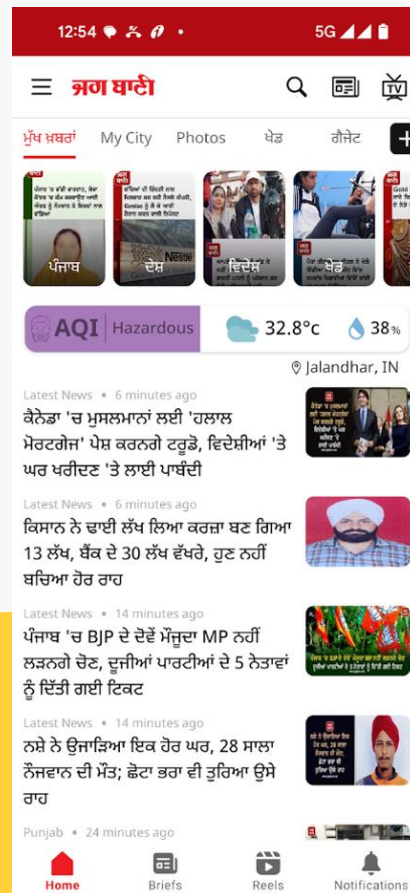 12:54
5G
ਜਗ ਬਾਣੀ
TV
ਮੁੱਖ ਖ਼ਬਰਾਂ My City Photos ਖੇਡ ਗੈਜੇਟ +
Gold
Nestle
ਪੰਜਾਬ ਦੇਸ਼ ਵਿਦੇਸ਼ ਖੇਡ
AQI Hazardous 32.8°c 38%
Jalandhar, IN
Latest News • 6 minutes ago
ਕੈਨੇਡਾ 'ਚ ਮੁਸਲਮਾਨਾਂ ਲਈ 'ਹਲਾਲ
ਮੋਰਟਗੇਜ' ਪੇਸ਼ ਕਰਨਗੇ ਟਰੂਡੋ, ਵਿਦੇਸ਼ੀਆਂ 'ਤੇ
ਘਰ ਖਰੀਦਣ 'ਤੇ ਲਾਈ ਪਾਬੰਦੀ
Latest News • 6 minutes ago
ਕਿਸਾਨ ਨੇ ਢਾਈ ਲੱਖ ਲਿਆ ਕਰਜ਼ਾ ਬਣ ਗਿਆ
13 ਲੱਖ, ਬੈਂਕ ਦੇ 30 ਲੱਖ ਵੱਖਰੇ, ਹੁਣ ਨਹੀਂ
ਬਚਿਆ ਹੋਰ ਰਾਹ
Latest News • 14 minutes ago
ਪੰਜਾਬ 'ਚ BJP ਦੇ ਦੋਵੇਂ ਮੌਜੂਦਾ MP ਨਹੀਂ
ਲੜਨਗੇ ਚੋਣ, ਦੂਜੀਆਂ ਪਾਰਟੀਆਂ ਦੇ 5 ਨੇਤਾਵਾਂ
ਨੂੰ ਦਿੱਤੀ ਗਈ ਟਿਕਟ
Latest News • 14 minutes ago
ਨਸ਼ੇ ਨੇ ਉਜਾੜਿਆ ਇਕ ਹੋਰ ਘਰ, 28 ਸਾਲਾ
ਨੌਜਵਾਨ ਦੀ ਮੌਤ; ਛੋਟਾ ਭਰਾ ਵੀ ਤੁਰਿਆ ਉਸੇ
ਰਾਹ
Punjab • 24 minutes ago
Home Briefs Reels Notifications